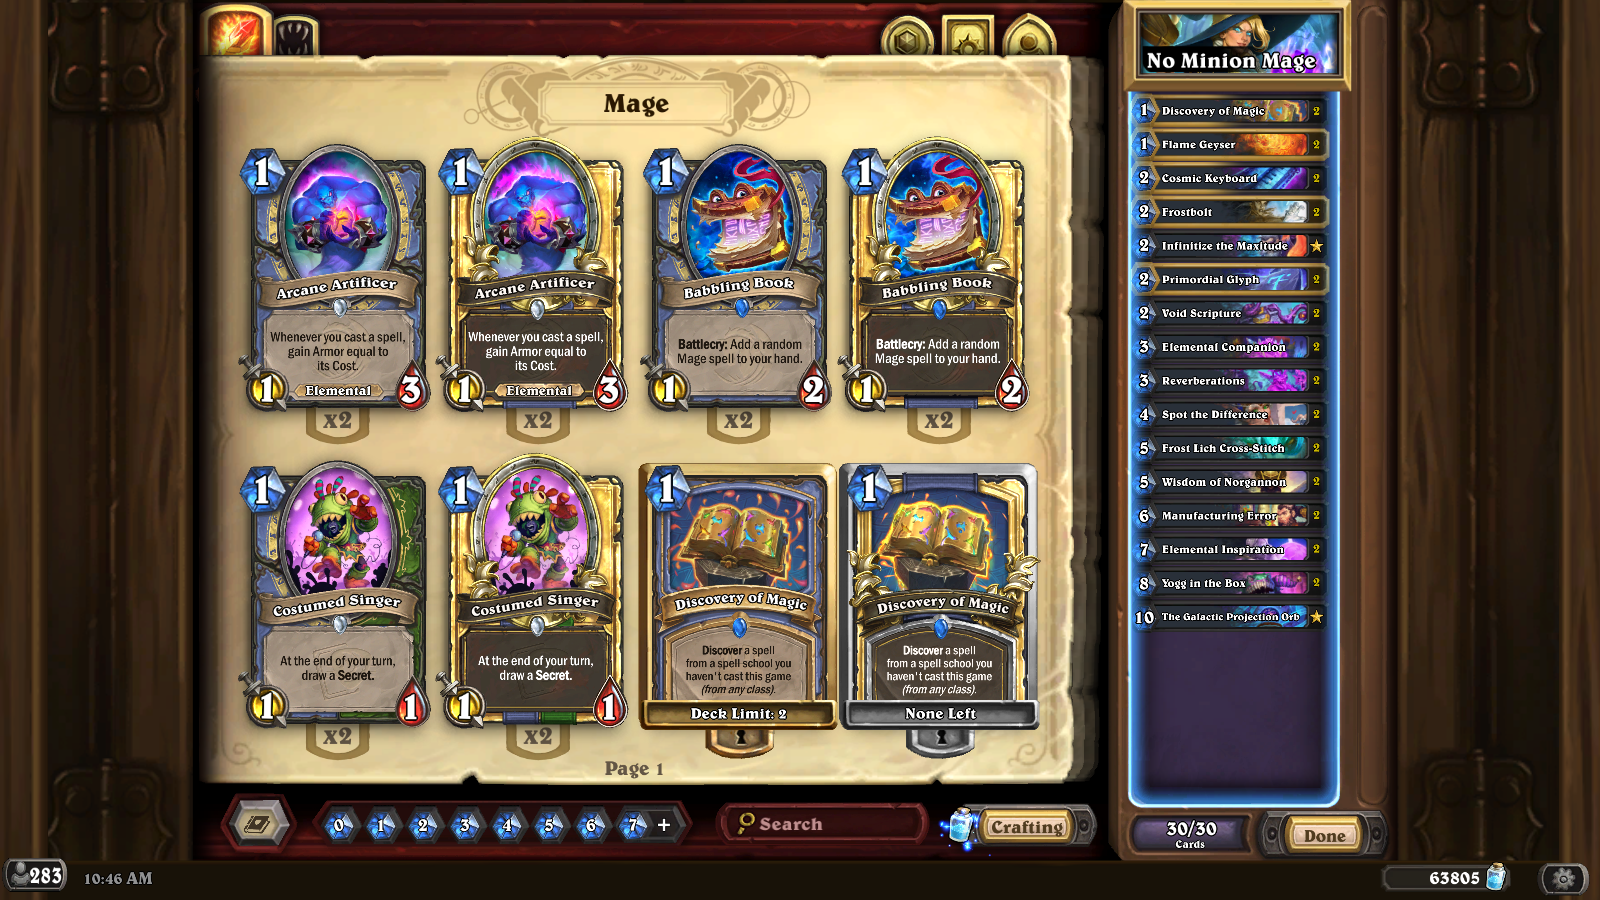 Mage
1
Arcane Artificer
Whenever you cast a spell,
gain Armor equal to
its Cost.
1
Elemental
3
x2
1
Arcane Artificer
Whenever you cast a spell,
gain Armor equal to
its Cost.
1
Elemental
3
x2
1
Babbling Book
Battlecry: Add a random
Mage spell to your hand.
1
2
x2
1
Babbling Book
Battlecry: Add a random
Mage spell to your hand.
1
2
x2
1
Costumed Singer
At the end of your turn,
draw a Secret.
1
1
x2
1
Costumed Singer
At the end of your turn,
draw a Secret.
1
1
x2
1
Discovery of Magic
Discover a spell
from a spell school you
haven't cast this game
(from any class).
Deck Limit: 2
1
Discovery of Magic
Discover a spell
from a spell school you
haven't cast this game
(from any class).
None Left
Page 1
0 1 2 3 4 5 6 7 +
Search
Crafting
No Minion Mage
1 Discovery of Magic 2
1 Flame Geyser 2
2 Cosmic Keyboard 2
2 Frostbolt 2
2 Infinitize the Maxitude
2 Primordial Glyph 2
2 Void Scripture 2
3 Elemental Companion 2
3 Reverberations 2
4 Spot the Difference 2
5 Frost Lich Cross-Stitch 2
5 Wisdom of Norgannon 2
6 Manufacturing Error 2
7 Elemental Inspiration 2
8 Yogg in the Box 2
10 The Galactic Projection Orb
30/30
Cards
Done
283
10:46 AM
63805